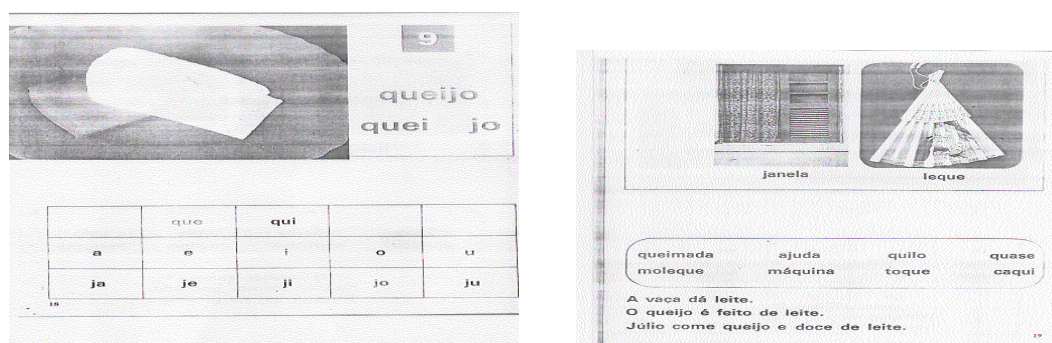 9
queijo
quei jo
que qui
a e i o u
ja je ji jo ju
18
janela leque
queimada ajuda quilo quase
moleque máquina toque caqui
A vaca dá leite.
O queijo é feito de leite.
Júlio come queijo e doce de leite.
19